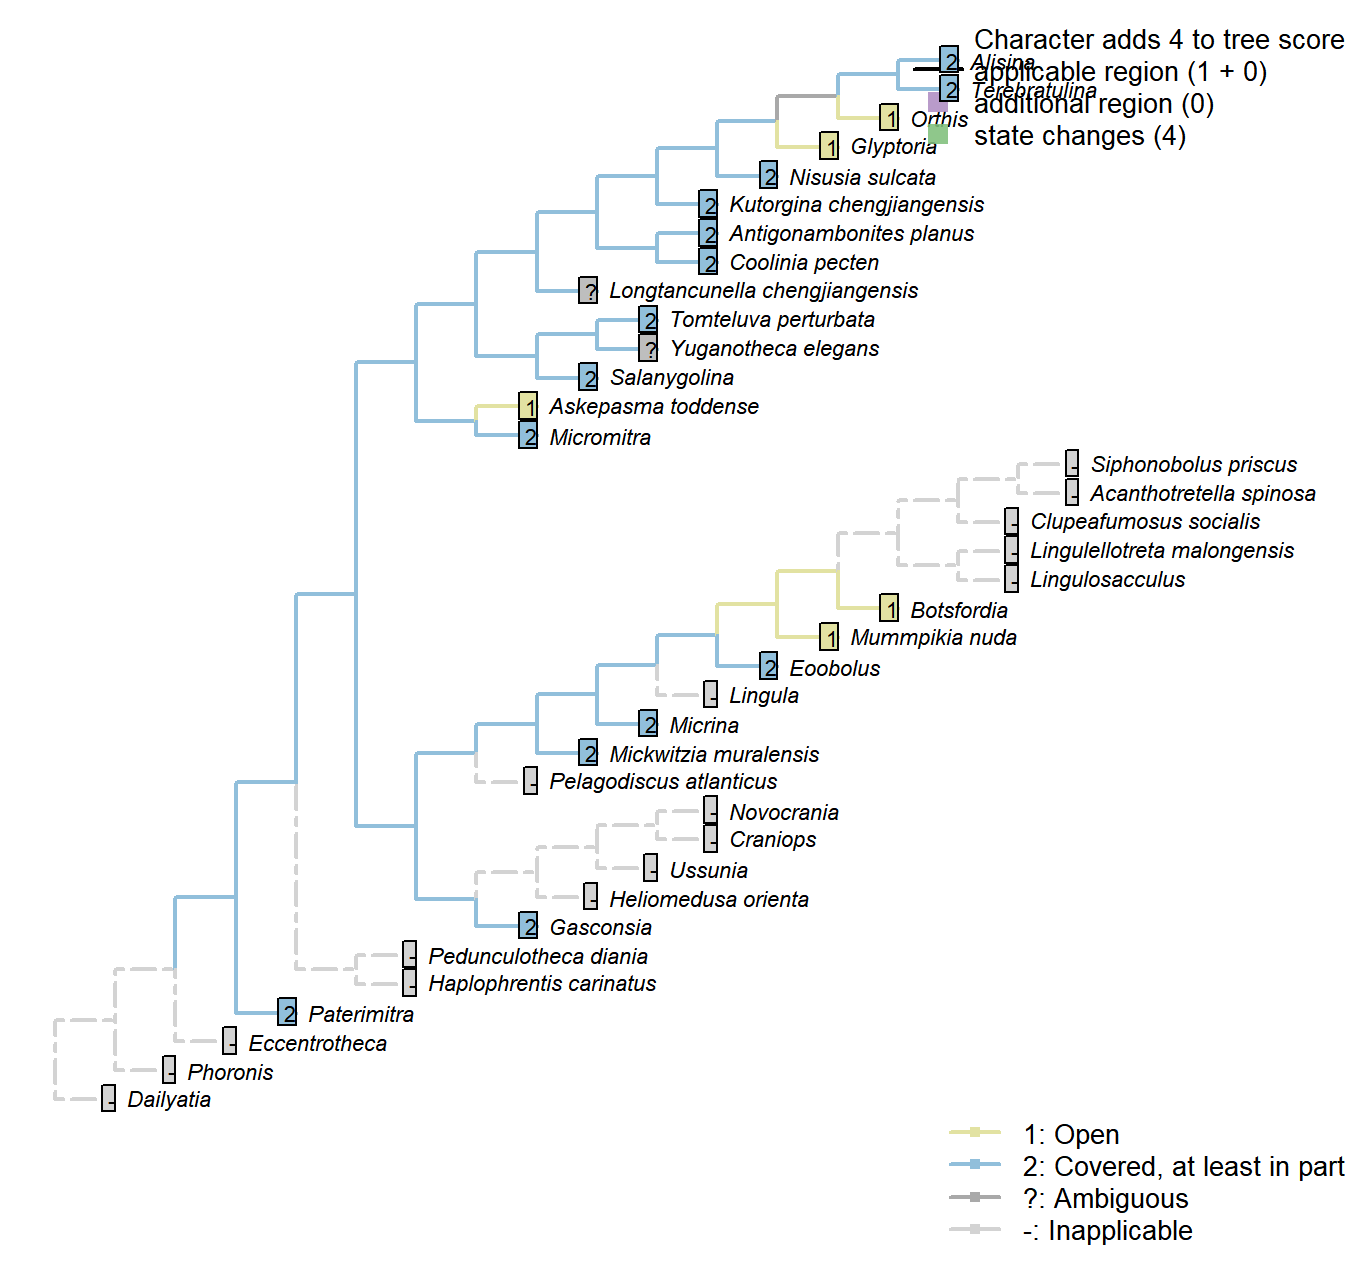 Character adds 4 to tree score
2 Alisina
applicable region (1 + 0)
2 Terebratulina
additional region (0)
1 Orthis
state changes (4)
1 Glyptoria
2 Nisusia sulcata
2 Kutorgina chengjiangensis
2 Antigonambonites planus
2 Coolinia pecten
? Longtancunella chengjiangensis
2 Tomteluva perturbata
? Yuganotheca elegans
2 Salanygolina
1 Askepasma toddense
2 Micromitra
- Siphonobolus priscus
- Acanthotretella spinosa
- Clupeafumosus socialis
- Lingulellotreta malongensis
- Lingulosacculus
1 Botsfordia
1 Mummpikia nuda
2 Eoobolus
- Lingula
2 Micrina
2 Mickwitzia muralensis
- Pelagodiscus atlanticus
- Novocrania
- Craniops
- Ussunia
- Heliomedusa orienta
2 Gasconsia
- Pedunculotheca diania
- Haplophrentis carinatus
2 Paterimitra
- Eccentrotheca
- Phoronis
- Dailyatia
1: Open
2: Covered, at least in part
?: Ambiguous
-: Inapplicable